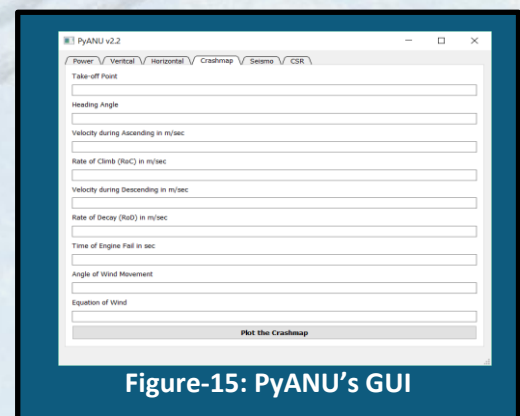 PyANU v2.2
Power Veritcal Horizontal Crashmap Seismo CSR
Take-off Point
Heading Angle
Velocity during Ascending in m/sec
Rate of Climb (RoC) in m/sec
Velocity during Descending in m/sec
Rate of Decay (RoD) in m/sec
Time of Engine Fail in sec
Angle of Wind Movement
Equation of Wind
Plot the Crashmap
Figure-15: PyANU's GUI